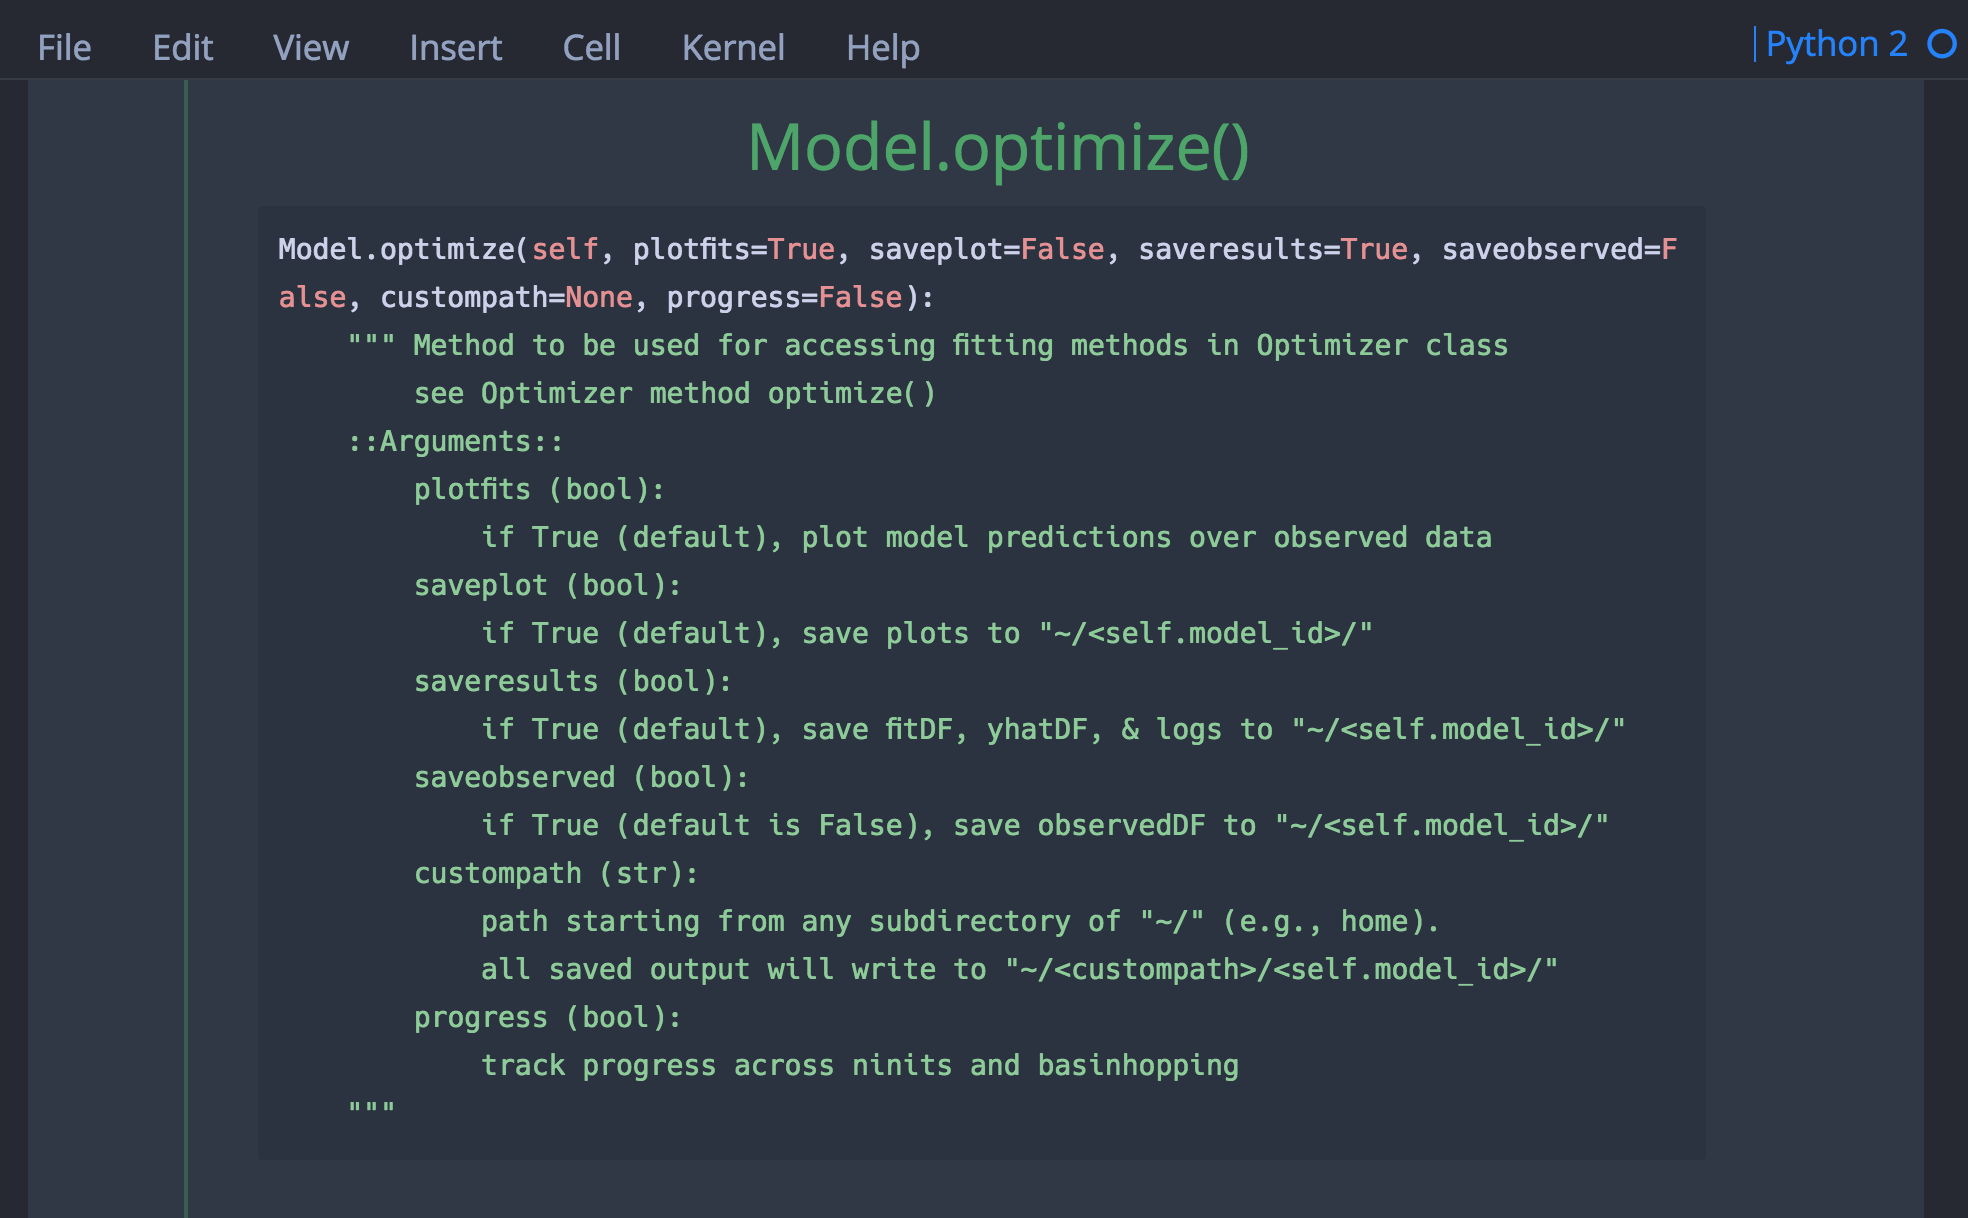 File Edit View Insert Cell Kernel Help Python 2
Model.optimize()
Model.optimize(self, plotfits=True, saveplot=False, saveresults=True, saveobserved=F
alse, custompath=None, progress=False):
    """ Method to be used for accessing fitting methods in Optimizer class
        see Optimizer method optimize()
    ::Arguments::
        plotfits (bool):
            if True (default), plot model predictions over observed data
        saveplot (bool):
            if True (default), save plots to "~/<self.model_id>/"
        saveresults (bool):
            if True (default), save fitDF, yhatDF, & logs to "~/<self.model_id>/"
        saveobserved (bool):
            if True (default is False), save observedDF to "~/<self.model_id>/"
        custompath (str):
            path starting from any subdirectory of "~/" (e.g., home).
            all saved output will write to "~/<custompath>/<self.model_id>/"
        progress (bool):
            track progress across ninits and basinhopping
    """